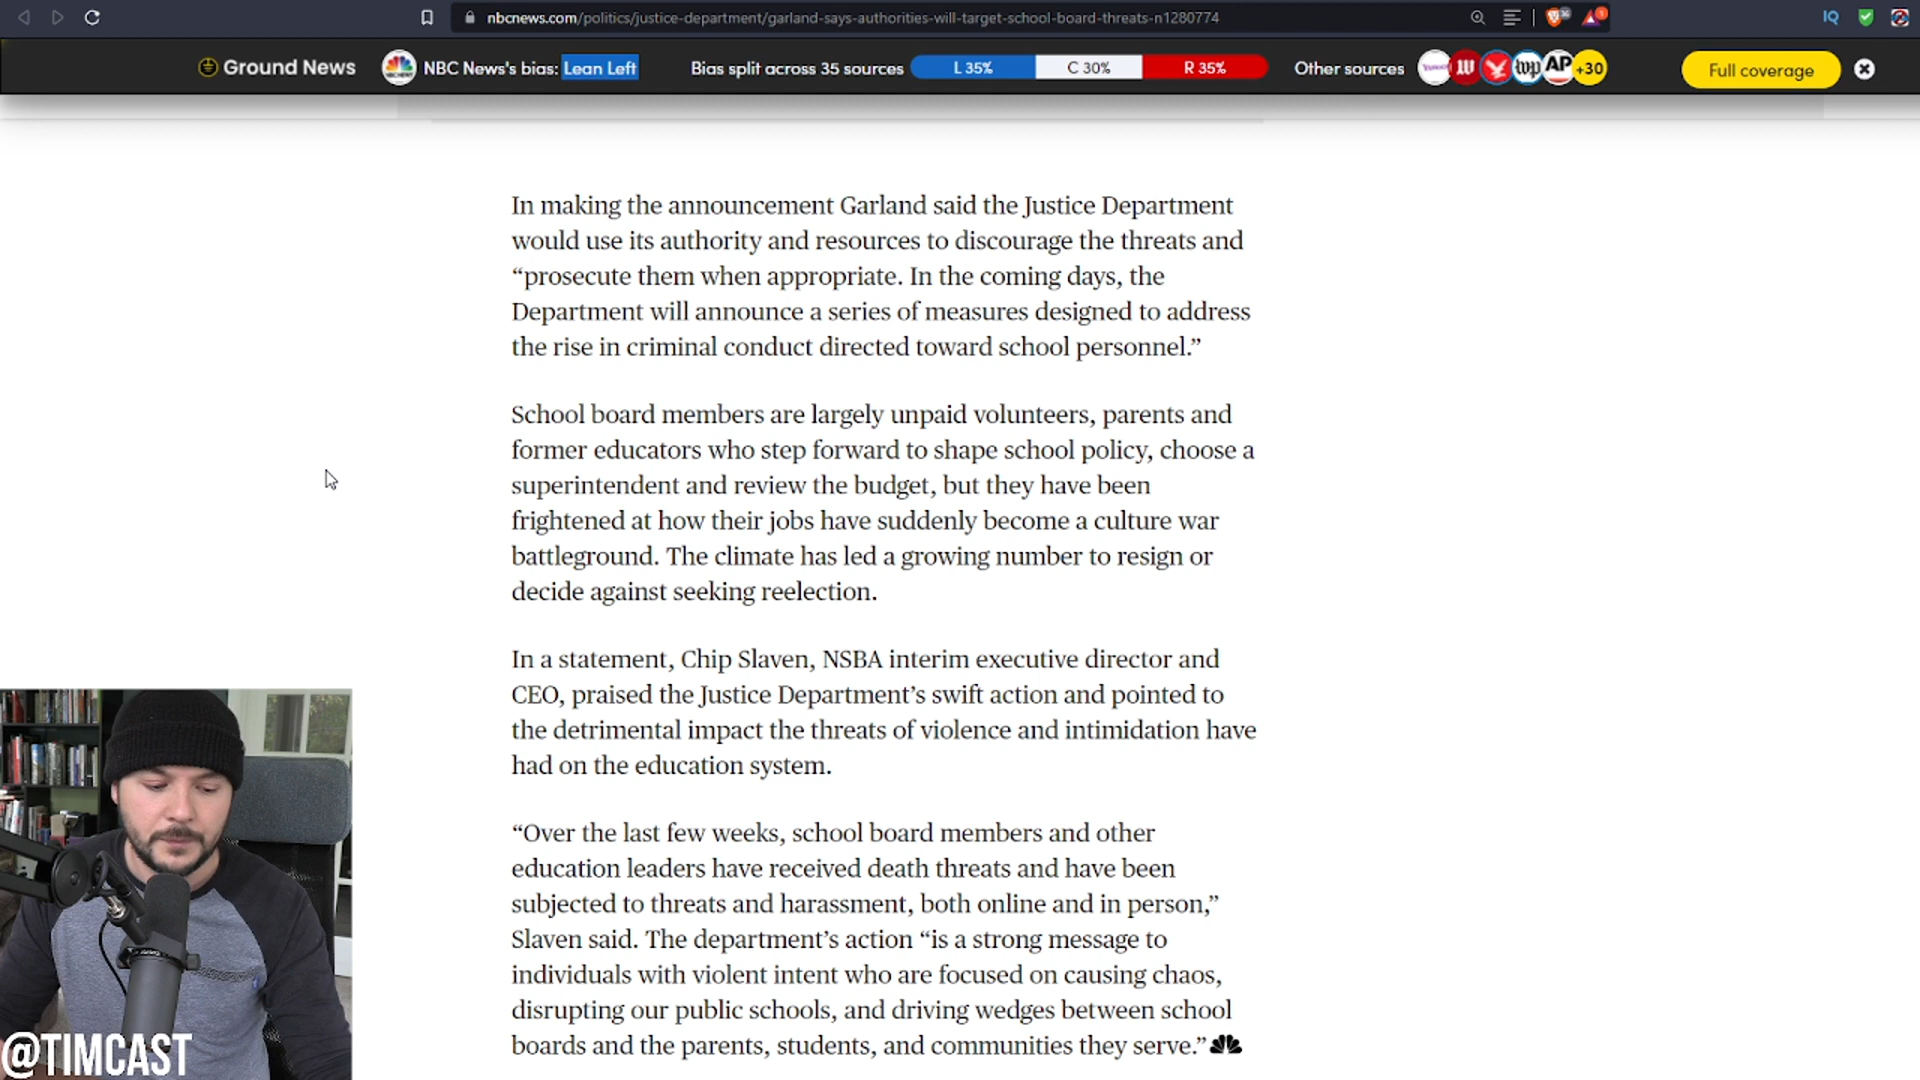 nbcnews.com/politics/justice-department/garland-says-authorities-will-target-school-board-threats-n1280774
IQ
Ground News NBC News's bias: Lean Left Bias split across 35 sources L 35% C 30% R 35% Other sources W wp AP +30 Full coverage
In making the announcement Garland said the Justice Department
would use its authority and resources to discourage the threats and
“prosecute them when appropriate. In the coming days, the
Department will announce a series of measures designed to address
the rise in criminal conduct directed toward school personnel.”
School board members are largely unpaid volunteers, parents and
former educators who step forward to shape school policy, choose a
superintendent and review the budget, but they have been
frightened at how their jobs have suddenly become a culture war
battleground. The climate has led a growing number to resign or
decide against seeking reelection.
In a statement, Chip Slaven, NSBA interim executive director and
CEO, praised the Justice Department’s swift action and pointed to
the detrimental impact the threats of violence and intimidation have
had on the education system.
“Over the last few weeks, school board members and other
education leaders have received death threats and have been
subjected to threats and harassment, both online and in person,”
Slaven said. The department’s action “is a strong message to
individuals with violent intent who are focused on causing chaos,
disrupting our public schools, and driving wedges between school
boards and the parents, students, and communities they serve.”
@TIMCAST